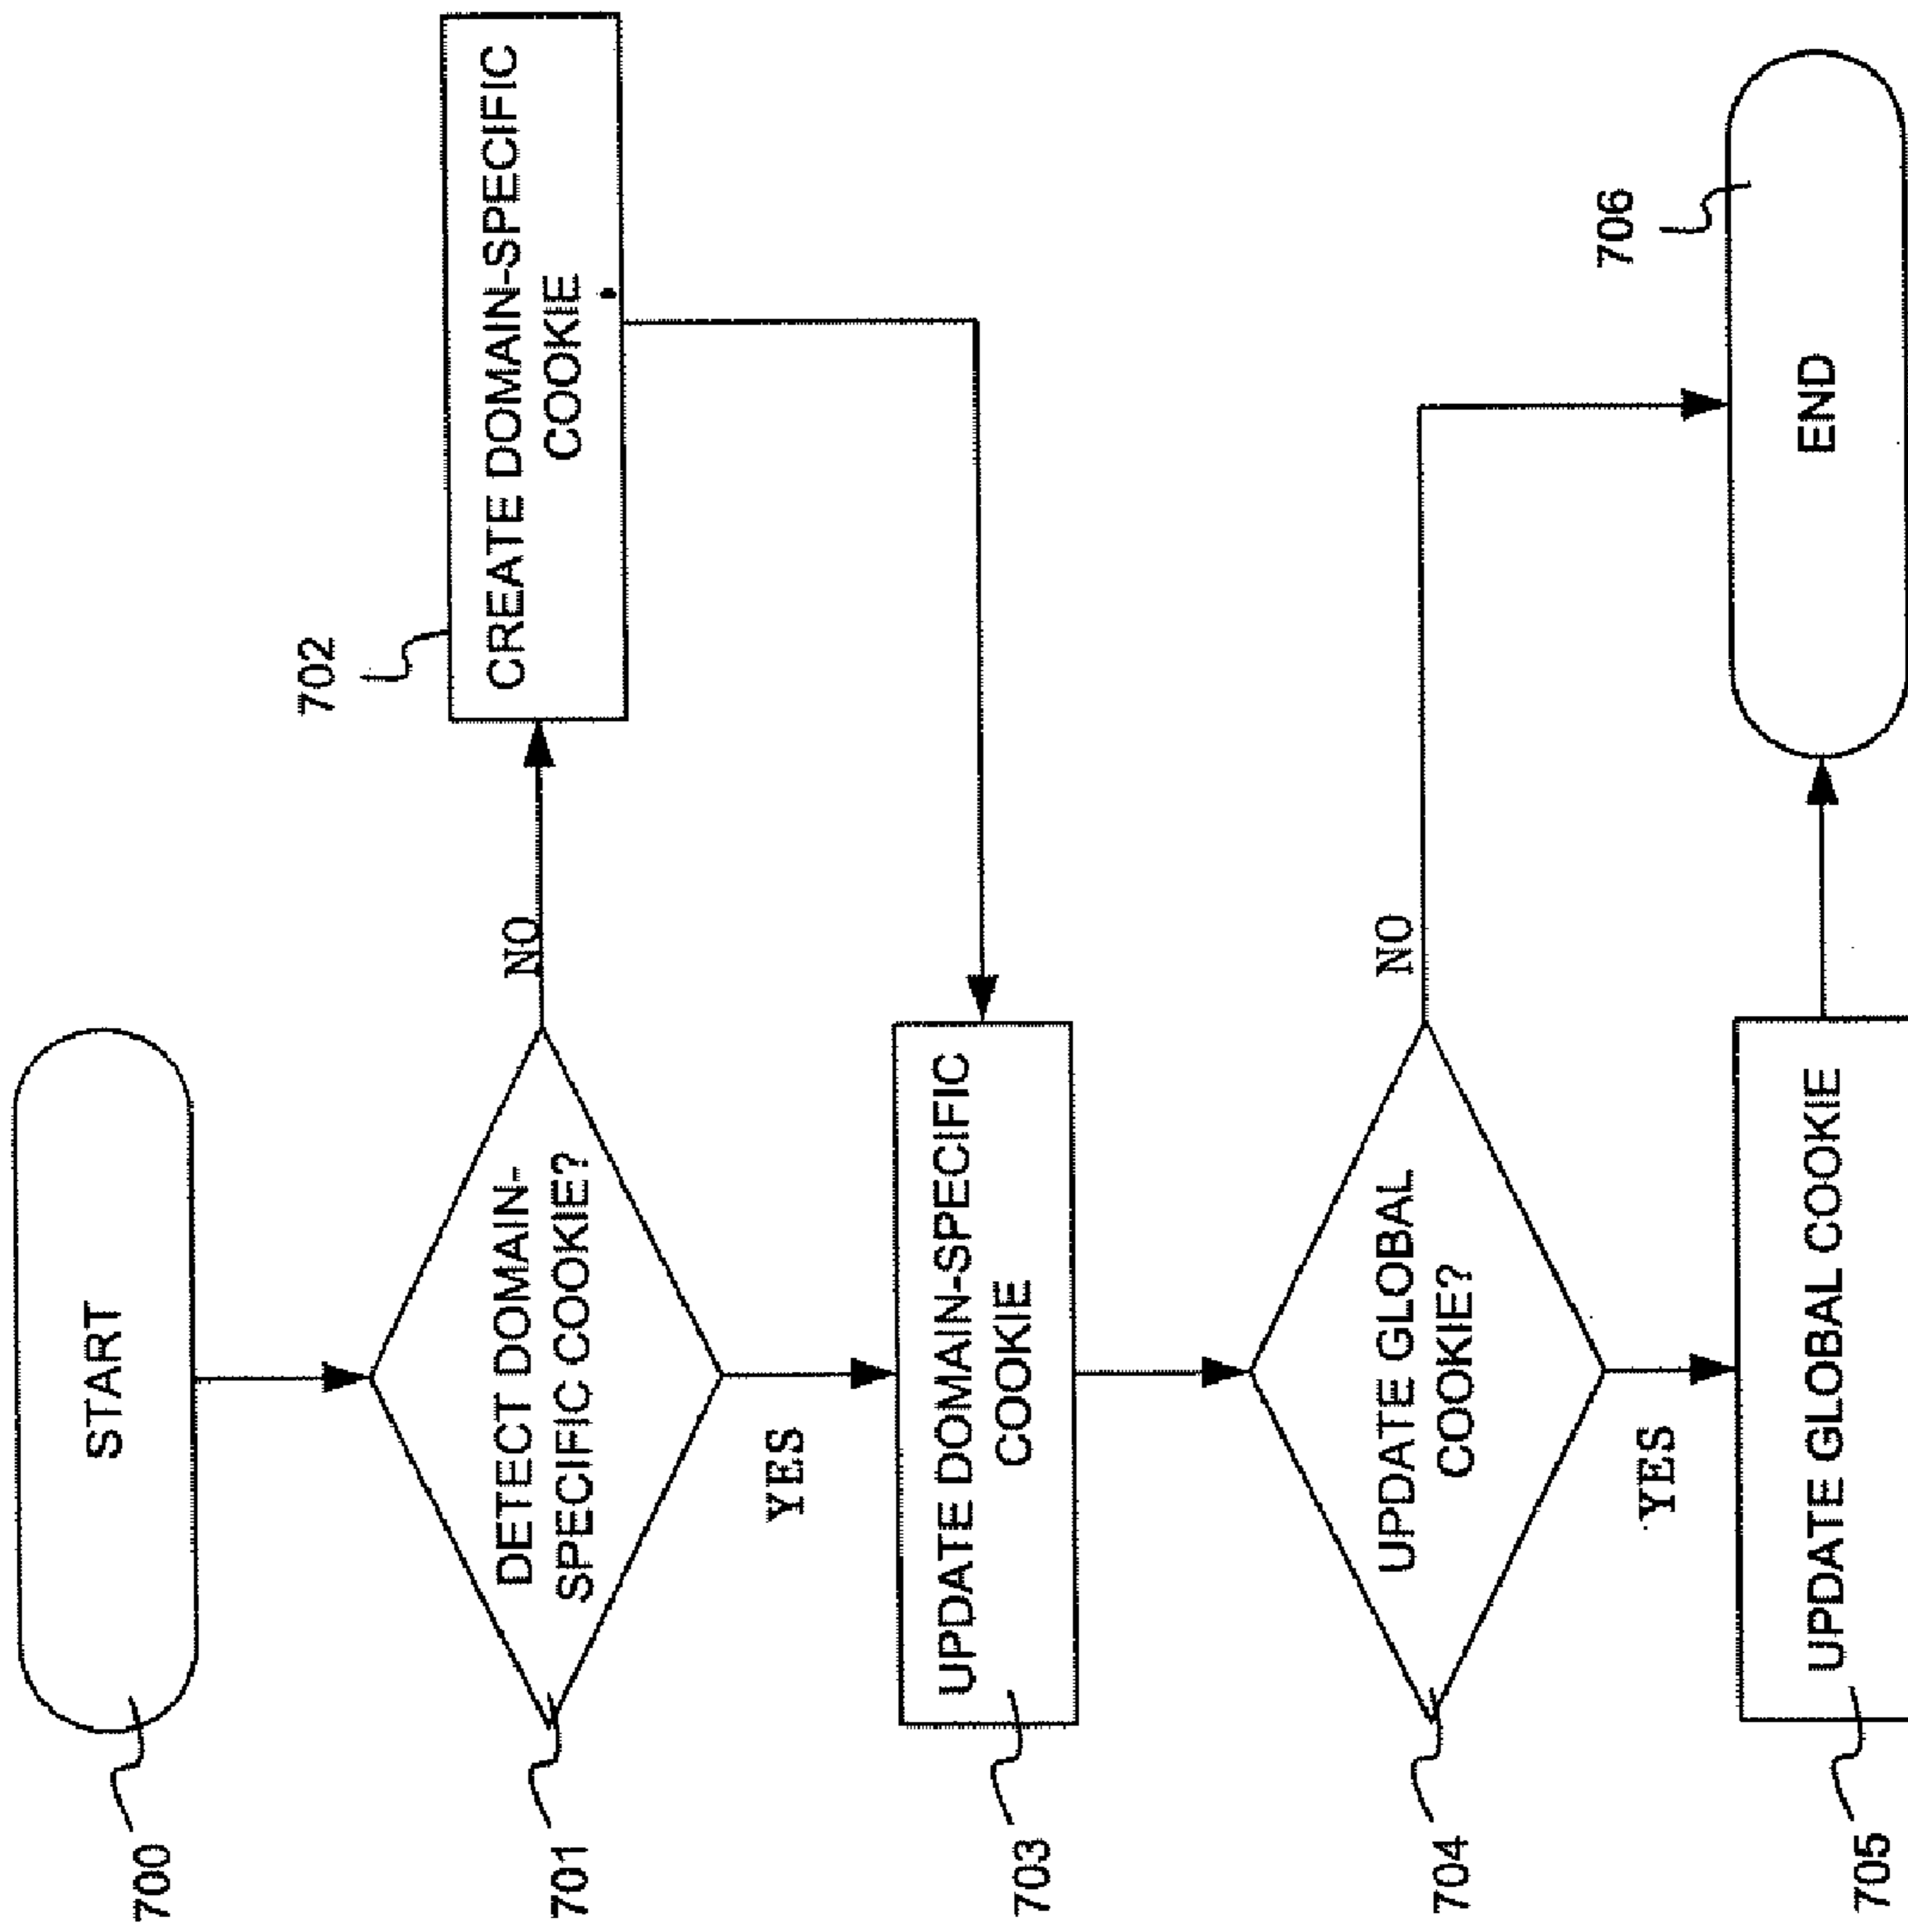 700
START
701
DETECT DOMAIN-
SPECIFIC COOKIE?
NO
702
CREATE DOMAIN-SPECIFIC
COOKIE
YES
703
UPDATE DOMAIN-SPECIFIC
COOKIE
704
UPDATE GLOBAL
COOKIE?
NO
YES
705
UPDATE GLOBAL COOKIE
706
END